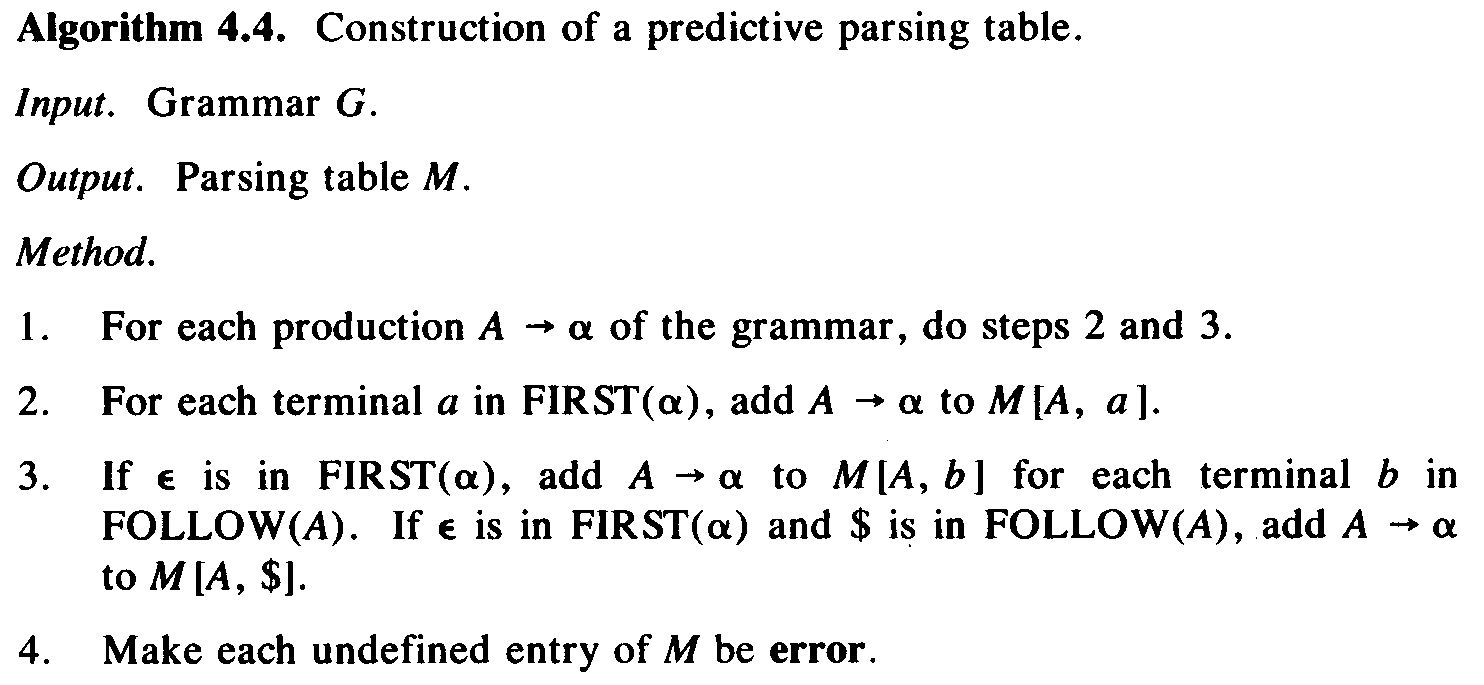 Algorithm 4.4. Construction of a predictive parsing table.
Input. Grammar G.
Output. Parsing table M.
Method.
1. For each production A → α of the grammar, do steps 2 and 3.
2. For each terminal a in FIRST(α), add A → α to M[A, a].
3. If ϵ is in FIRST(α), add A → α to M[A, b] for each terminal b in
FOLLOW(A). If ϵ is in FIRST(α) and $ is in FOLLOW(A), add A → α
to M[A, $].
4. Make each undefined entry of M be error.